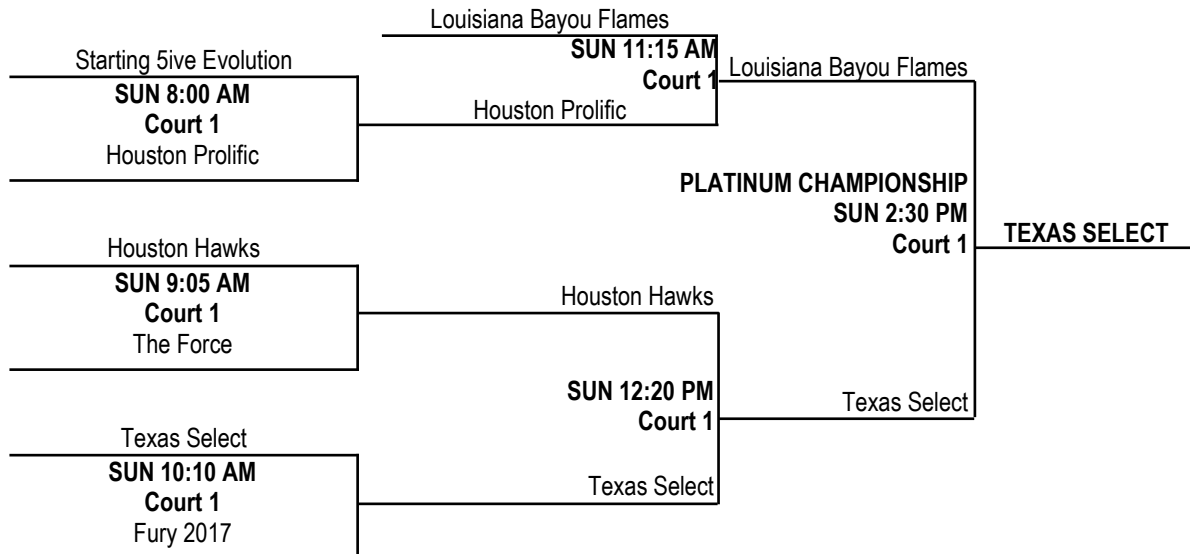 Louisiana Bayou Flames
SUN 11:15 AM
Court 1
Starting 5ive Evolution
SUN 8:00 AM
Court 1
Houston Prolific
Houston Prolific
Louisiana Bayou Flames
PLATINUM CHAMPIONSHIP
SUN 2:30 PM
Court 1
TEXAS SELECT
Houston Hawks
SUN 9:05 AM
Court 1
The Force
Houston Hawks
SUN 12:20 PM
Court 1
Texas Select
Texas Select
SUN 10:10 AM
Court 1
Fury 2017
Texas Select